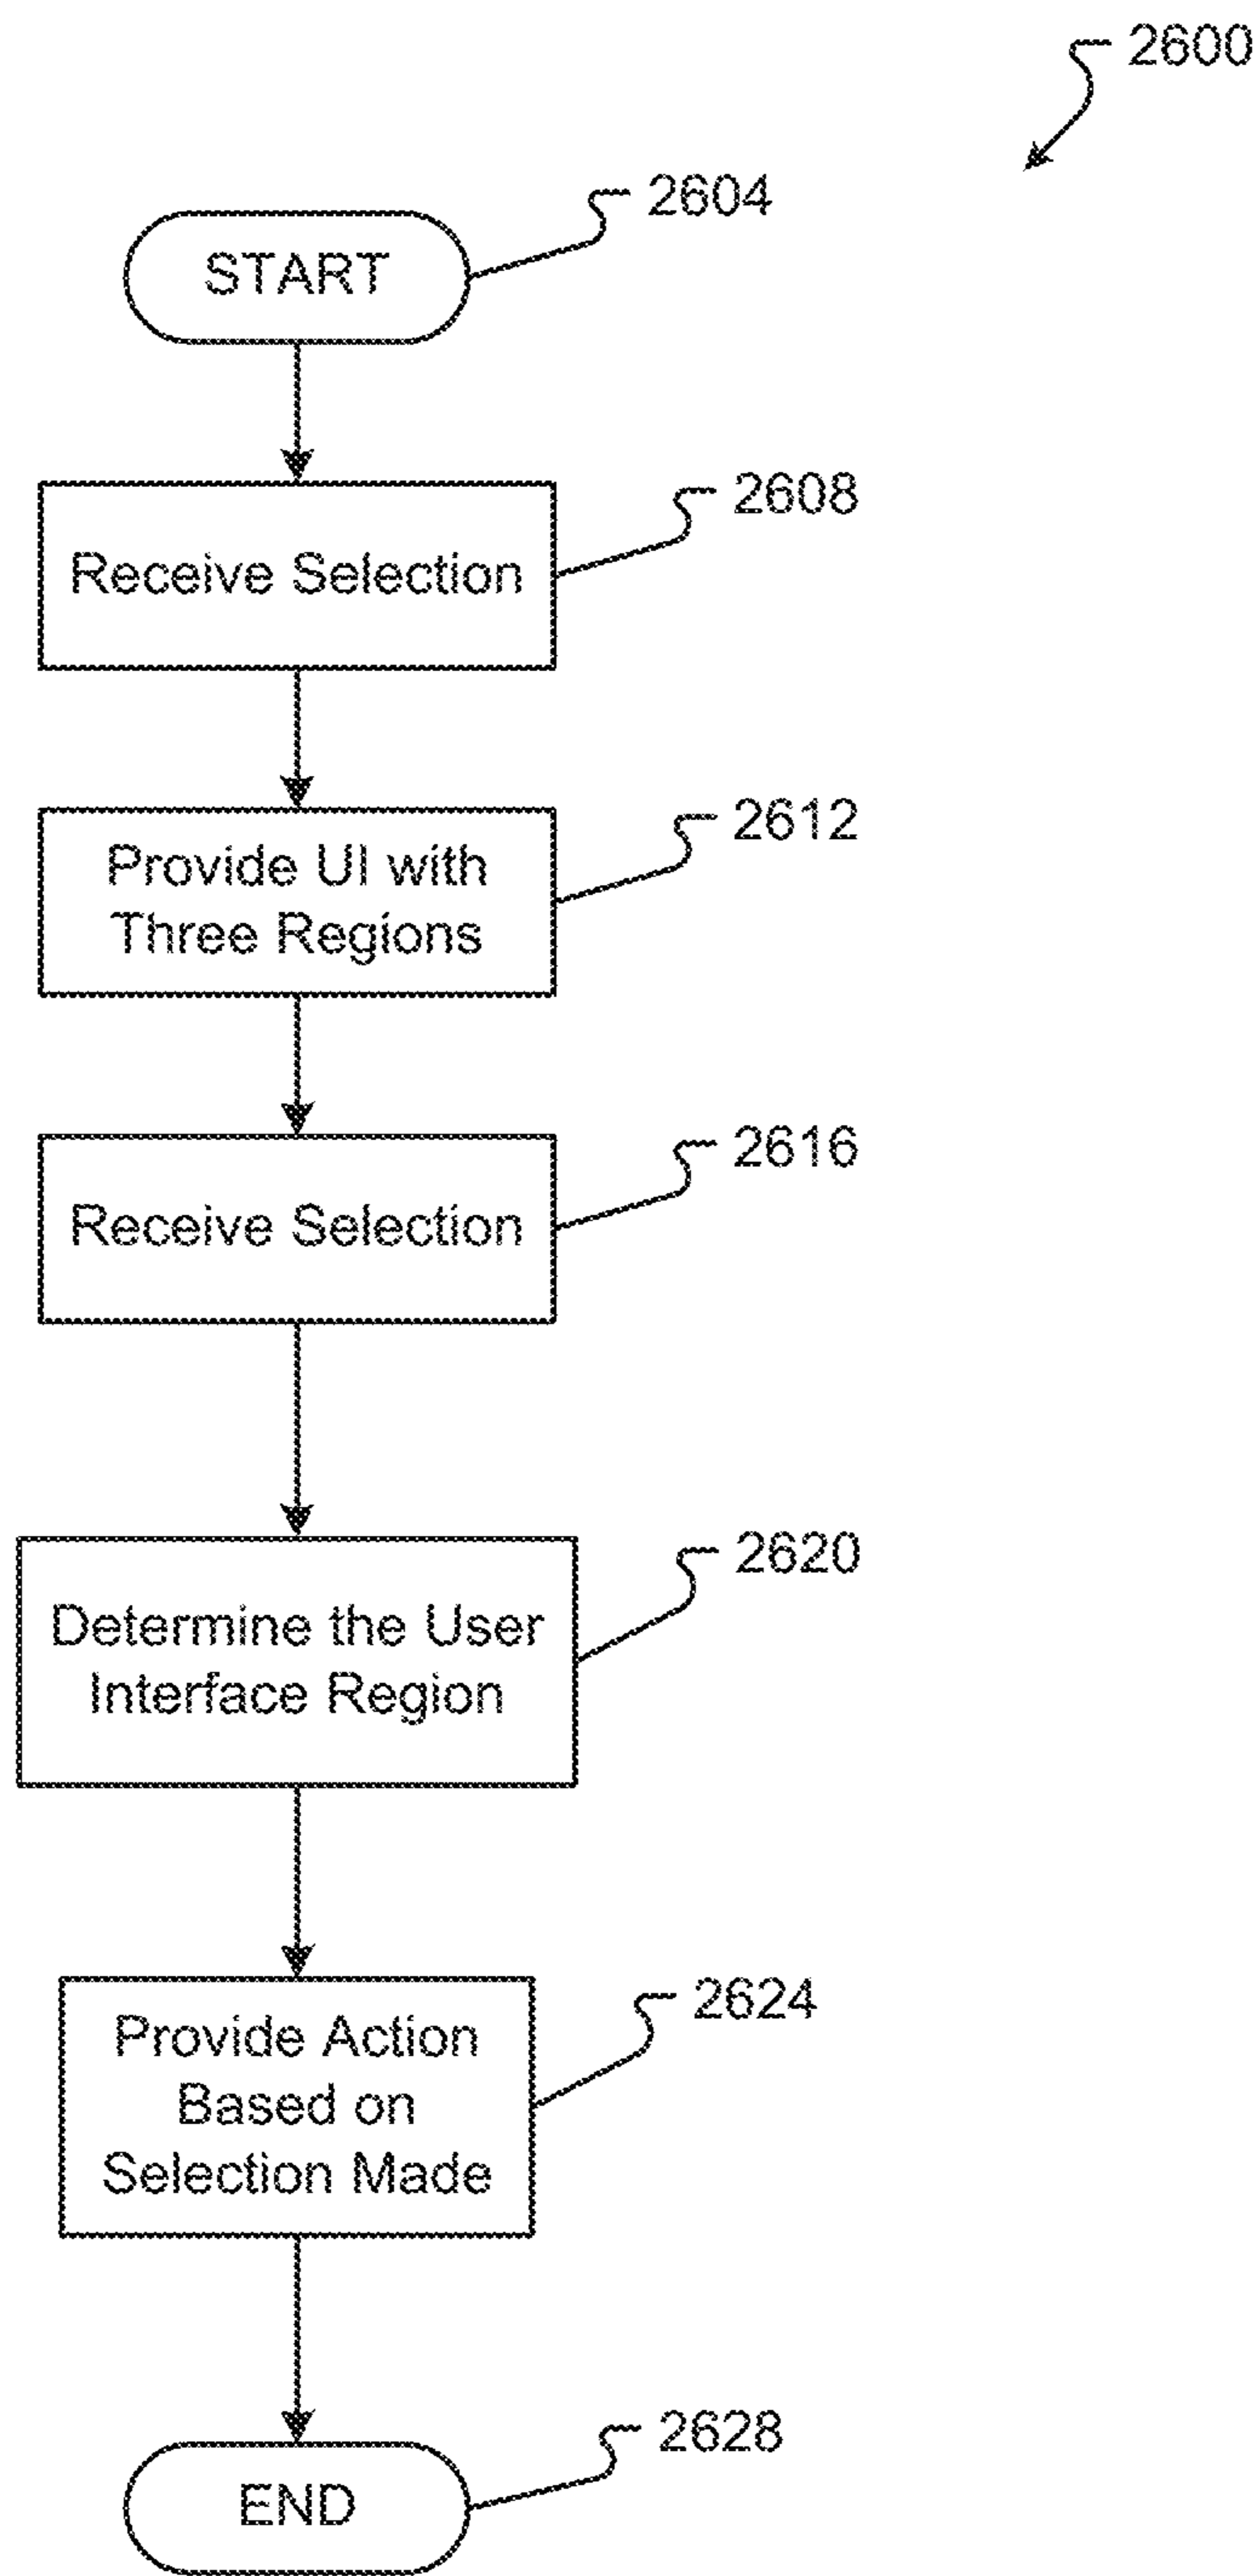 2600
2604
START
2608
Receive Selection
2612
Provide UI with
Three Regions
2616
Receive Selection
2620
Determine the User
Interface Region
2624
Provide Action
Based on
Selection Made
2628
END